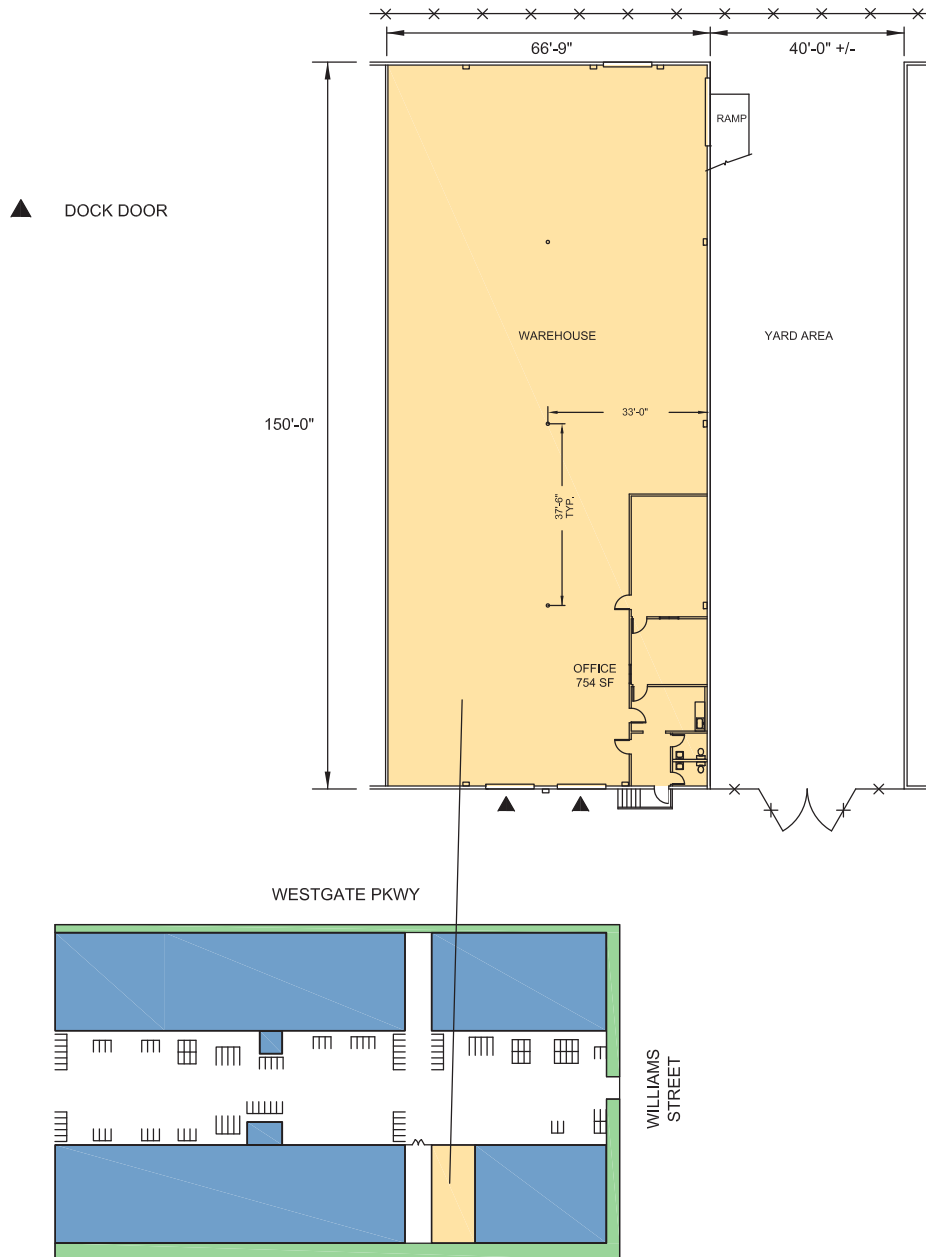 66'-9"
40'-0" +/-
RAMP
DOCK DOOR
WAREHOUSE
YARD AREA
150'-0"
33'-0"
37'-6"
TYP.
OFFICE
754 SF
WESTGATE PKWY
WILLIAMS
STREET